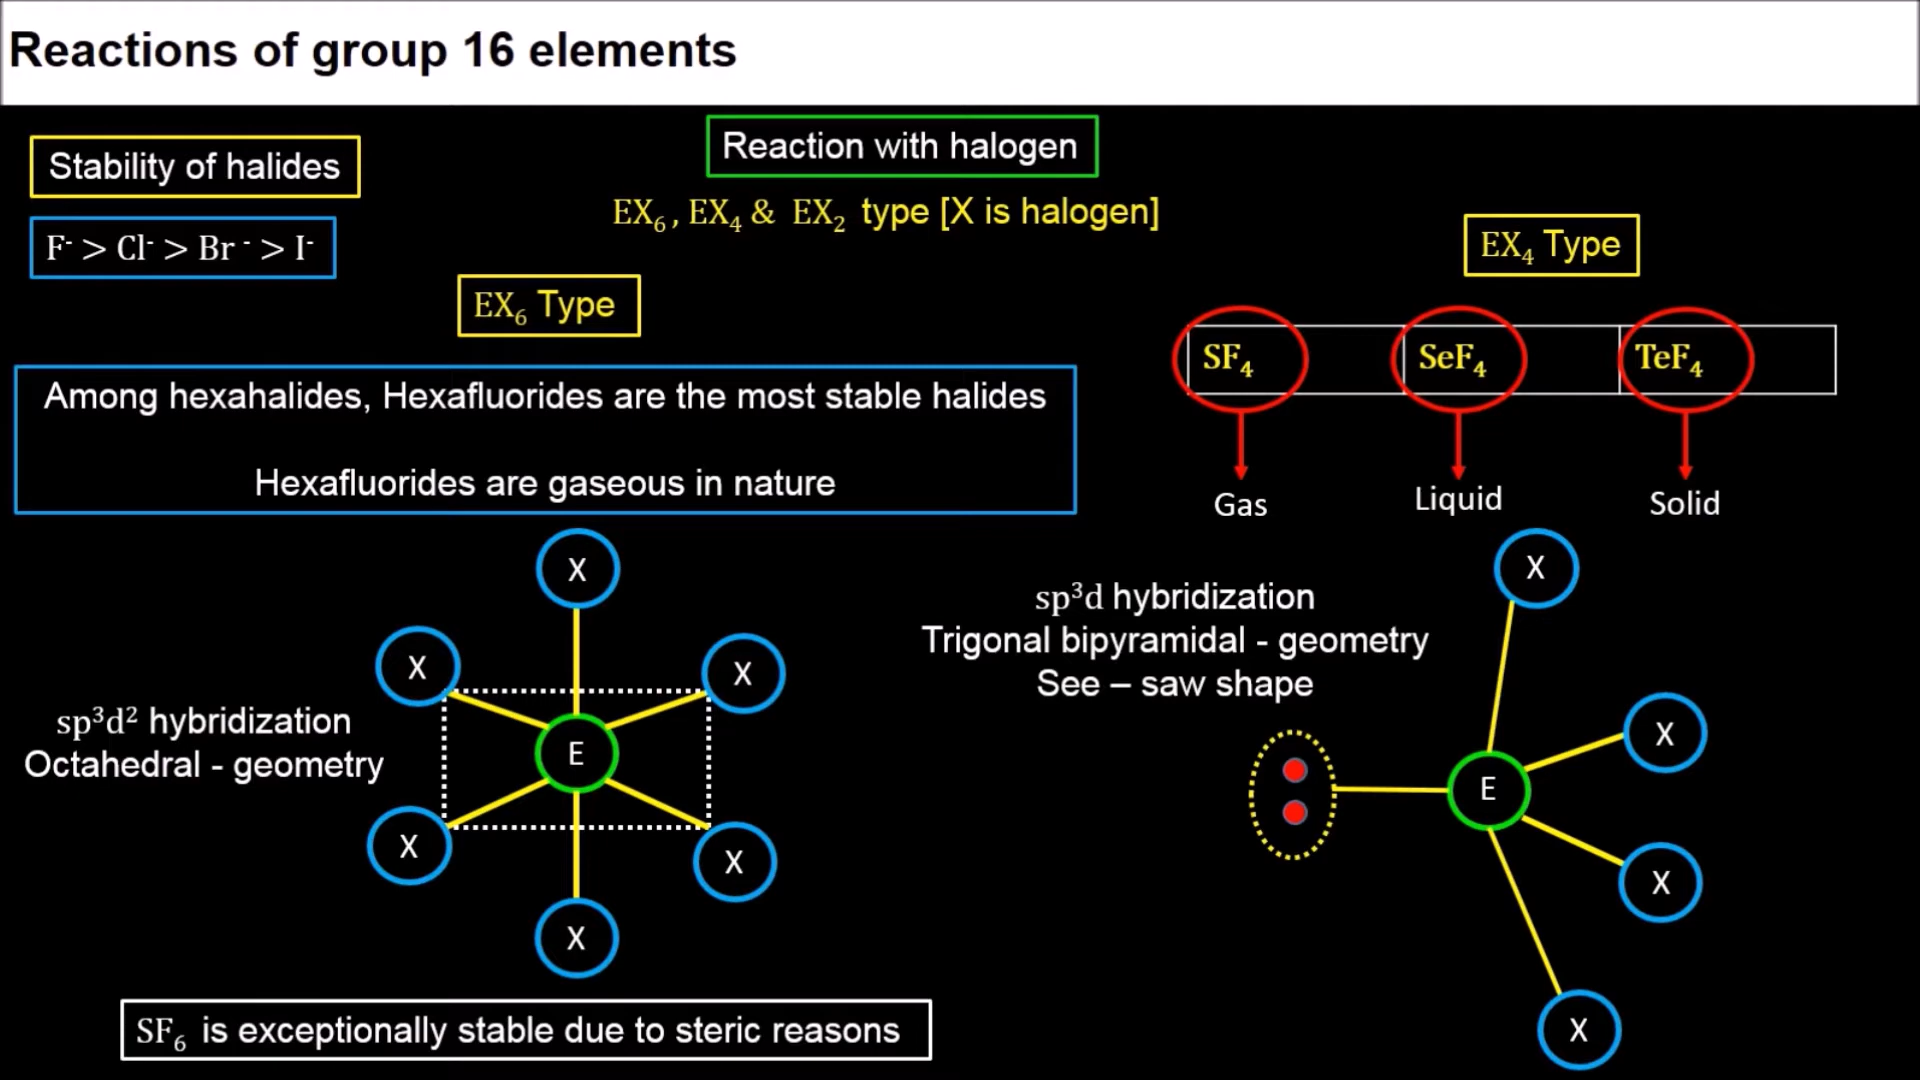 Reactions of group 16 elements
Stability of halides
F⁻ > Cl⁻ > Br ⁻ > I⁻
Reaction with halogen
EX₆ , EX₄ & EX₂ type [X is halogen]
EX₆ Type
Among hexahalides, Hexafluorides are the most stable halides
Hexafluorides are gaseous in nature
sp³d² hybridization
Octahedral - geometry
X
X
X
E
X
X
X
SF₆ is exceptionally stable due to steric reasons
EX₄ Type
SF₄ SeF₄ TeF₄
Gas Liquid Solid
sp³d hybridization
Trigonal bipyramidal - geometry
See – saw shape
X
X
E
X
X